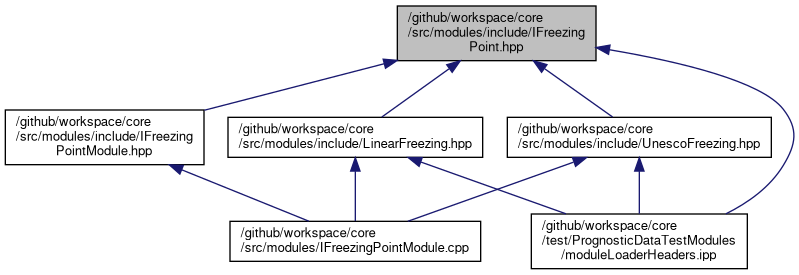 /github/workspace/core
/src/modules/include/IFreezing
Point.hpp
/github/workspace/core
/src/modules/include/IFreezing
PointModule.hpp
/github/workspace/core
/src/modules/include/LinearFreezing.hpp
/github/workspace/core
/src/modules/include/UnescoFreezing.hpp
/github/workspace/core
/src/modules/IFreezingPointModule.cpp
/github/workspace/core
/test/PrognosticDataTestModules
/moduleLoaderHeaders.ipp